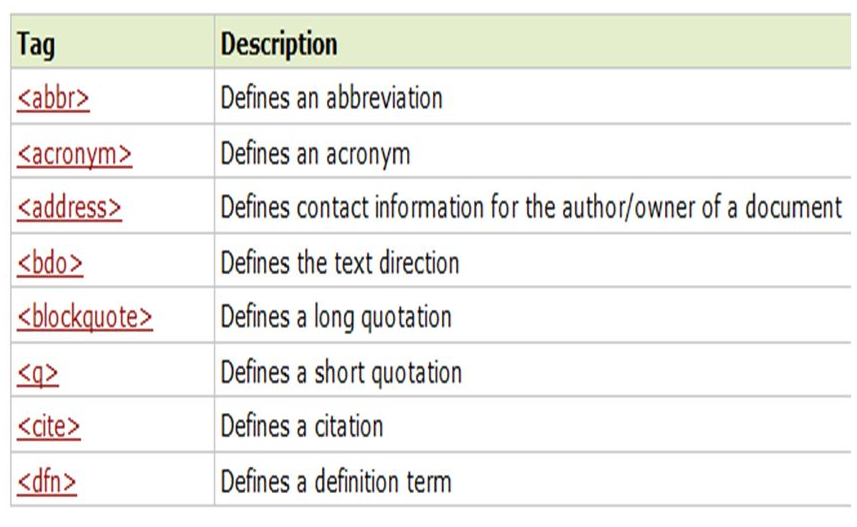 Tag Description
<abbr> Defines an abbreviation
<acronym> Defines an acronym
<address> Defines contact information for the author/owner of a document
<bdo> Defines the text direction
<blockquote> Defines a long quotation
<q> Defines a short quotation
<cite> Defines a citation
<dfn> Defines a definition term